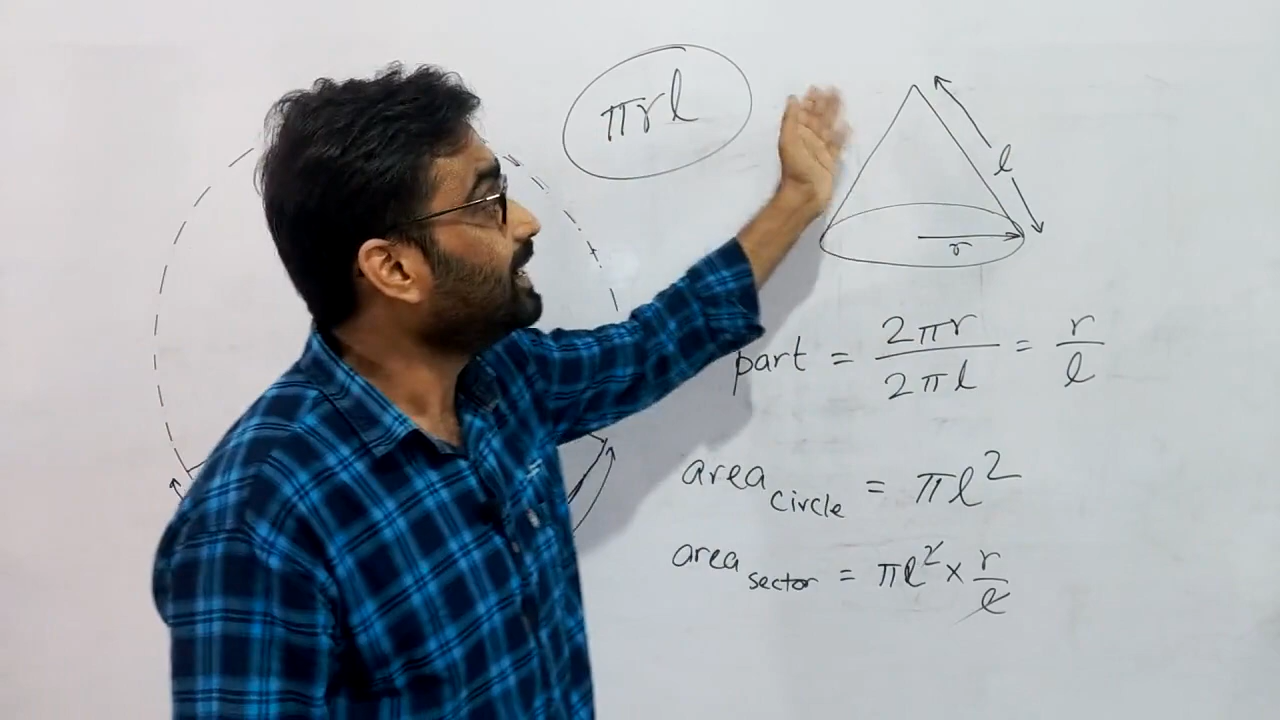 πrl
l
r
part = 2πr/2πl = r/l
area circle = πl²
area sector = πl² × r/l